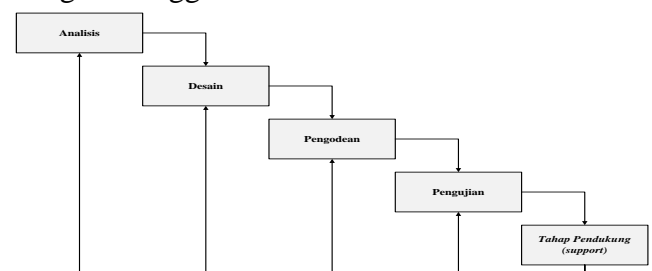 Analisis
Desain
Pengodean
Pengujian
Tahap Pendukung
(support)